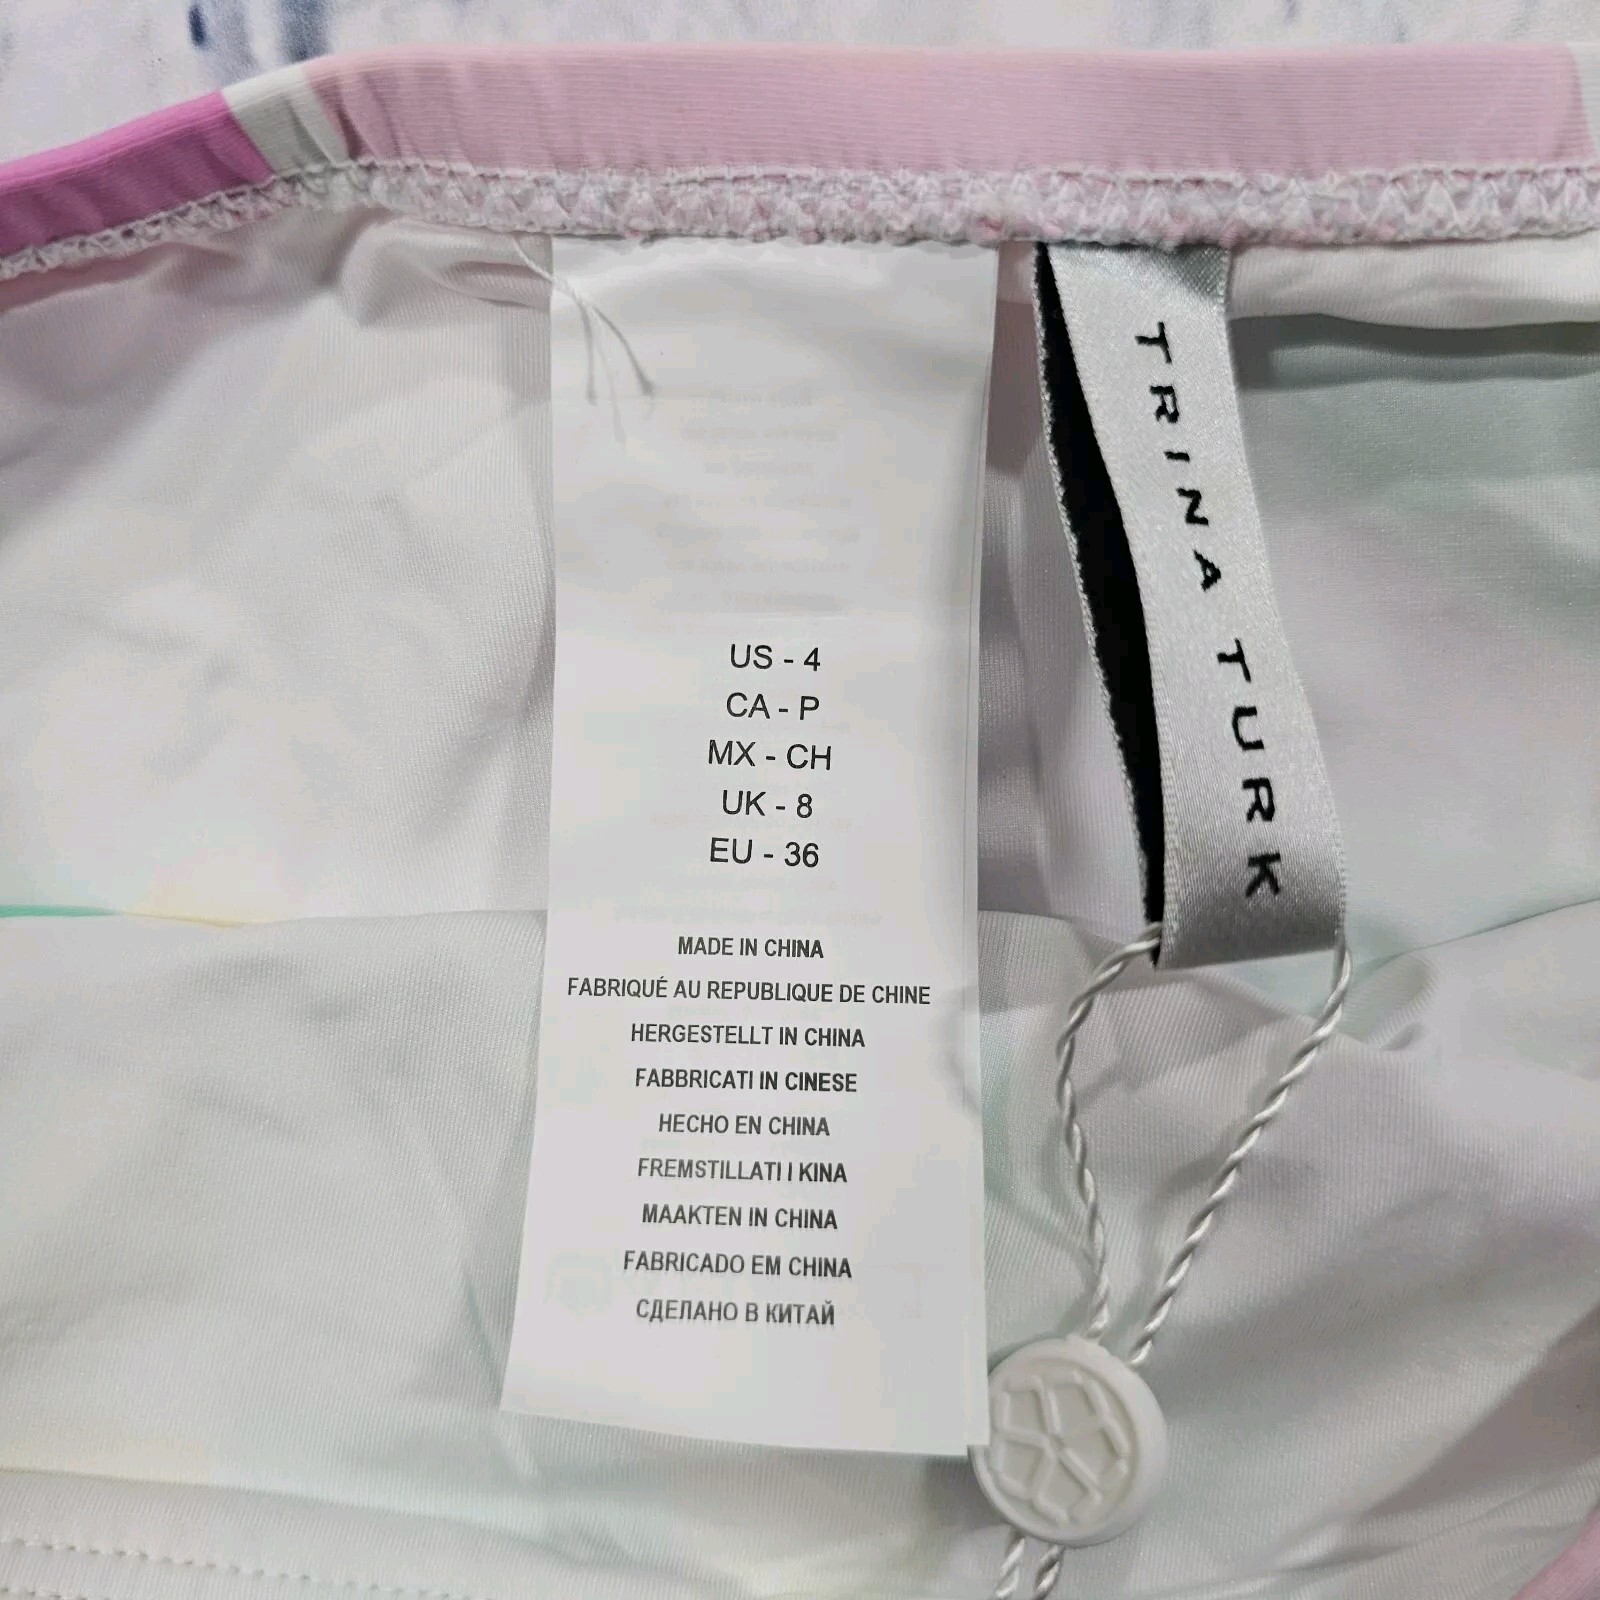 US - 4
CA - P
MX - CH
UK - 8
EU - 36
MADE IN CHINA
FABRIQUÉ AU REPUBLIQUE DE CHINE
HERGESTELLT IN CHINA
FABBRICATI IN CINESE
HECHO EN CHINA
FREMSTILLATI I KINA
MAAKTEN IN CHINA
FABRICADO EM CHINA
СДЕЛАНО В КИТАЙ
TRINA TURK